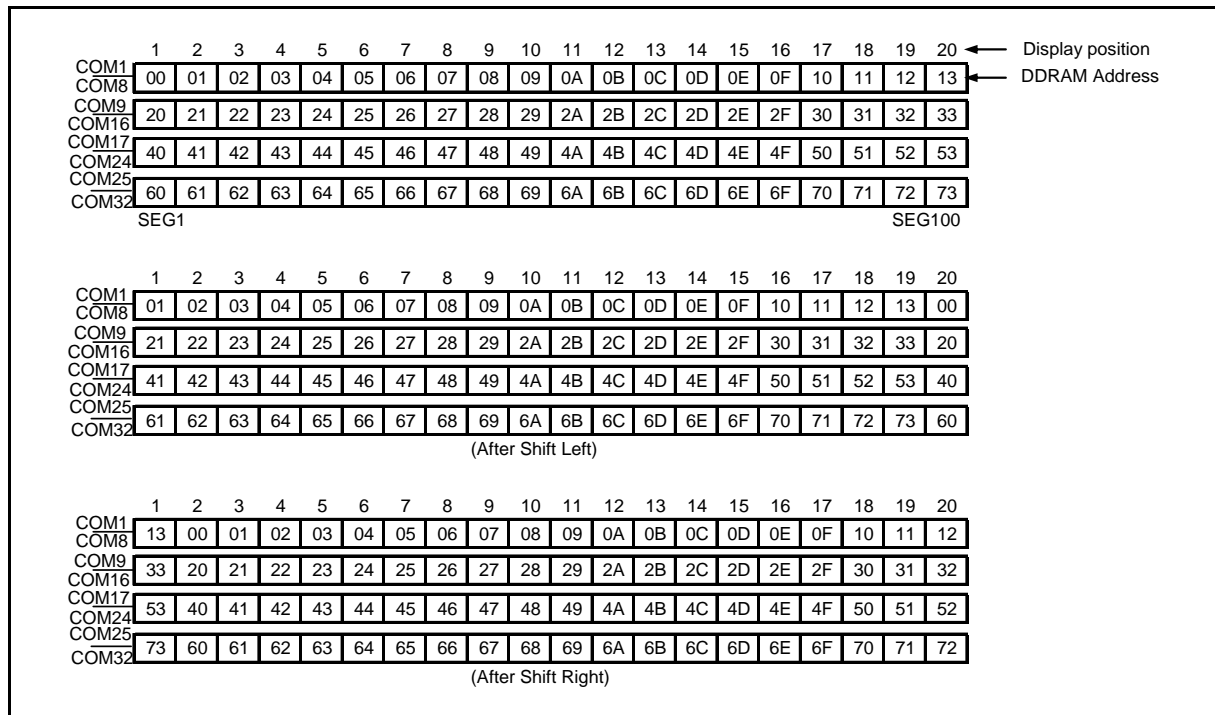 1 2 3 4 5 6 7 8 9 10 11 12 13 14 15 16 17 18 19 20 Display position
COM1
COM8 00 01 02 03 04 05 06 07 08 09 0A 0B 0C 0D 0E 0F 10 11 12 13 DDRAM Address
COM9
COM16 20 21 22 23 24 25 26 27 28 29 2A 2B 2C 2D 2E 2F 30 31 32 33
COM17
COM24 40 41 42 43 44 45 46 47 48 49 4A 4B 4C 4D 4E 4F 50 51 52 53
COM25
COM32 60 61 62 63 64 65 66 67 68 69 6A 6B 6C 6D 6E 6F 70 71 72 73
SEG1 SEG100
1 2 3 4 5 6 7 8 9 10 11 12 13 14 15 16 17 18 19 20
COM1
COM8 01 02 03 04 05 06 07 08 09 0A 0B 0C 0D 0E 0F 10 11 12 13 00
COM9
COM16 21 22 23 24 25 26 27 28 29 2A 2B 2C 2D 2E 2F 30 31 32 33 20
COM17
COM24 41 42 43 44 45 46 47 48 49 4A 4B 4C 4D 4E 4F 50 51 52 53 40
COM25
COM32 61 62 63 64 65 66 67 68 69 6A 6B 6C 6D 6E 6F 70 71 72 73 60
(After Shift Left)
1 2 3 4 5 6 7 8 9 10 11 12 13 14 15 16 17 18 19 20
COM1
COM8 13 00 01 02 03 04 05 06 07 08 09 0A 0B 0C 0D 0E 0F 10 11 12
COM9
COM16 33 20 21 22 23 24 25 26 27 28 29 2A 2B 2C 2D 2E 2F 30 31 32
COM17
COM24 53 40 41 42 43 44 45 46 47 48 49 4A 4B 4C 4D 4E 4F 50 51 52
COM25
COM32 73 60 61 62 63 64 65 66 67 68 69 6A 6B 6C 6D 6E 6F 70 71 72
(After Shift Right)